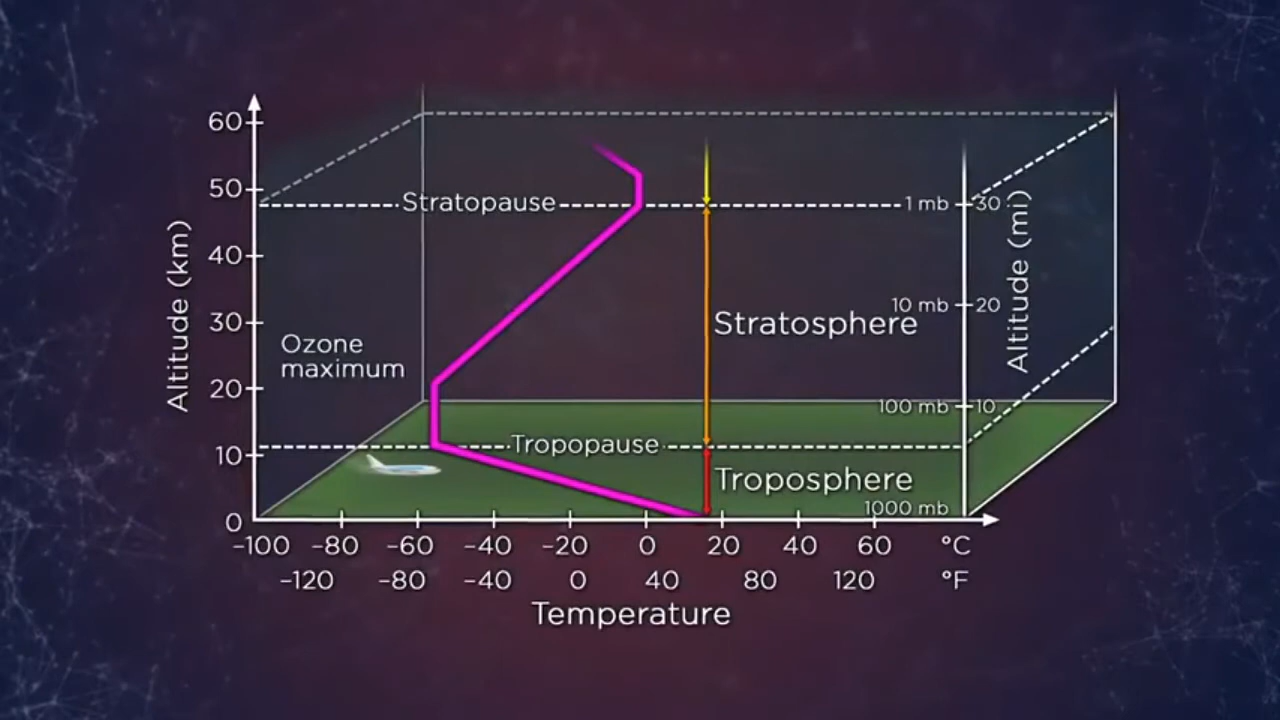 60
50
Stratopause
1 mb
30
40
10 mb
20
Altitude (km)
Altitude (mi)
30
Stratosphere
Ozone
maximum
20
100 mb
10
10
Tropopause
Troposphere
1000 mb
0
−100 −80 −60 −40 −20 0 20 40 60 °C
−120 −80 −40 0 40 80 120 °F
Temperature